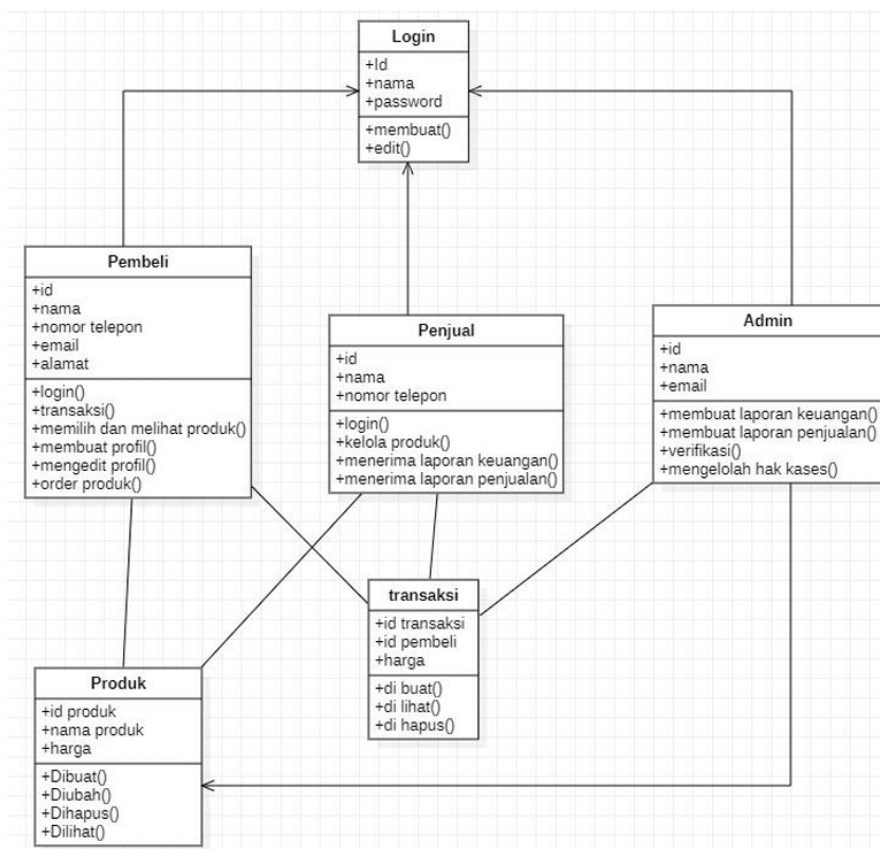 Login
+Id
+nama
+password
+membuat()
+edit()
Pembeli
+id
+nama
+nomor telepon
+email
+alamat
+login()
+transaksi()
+memilih dan melihat produk()
+membuat profil()
+mengedit profil()
+order produk()
Penjual
+id
+nama
+nomor telepon
+login()
+kelola produk()
+menerima laporan keuangan()
+menerima laporan penjualan()
Admin
+id
+nama
+email
+membuat laporan keuangan()
+membuat laporan penjualan()
+verifikasi()
+mengelolah hak kases()
transaksi
+id transaksi
+id pembeli
+harga
+di buat()
+di lihat()
+di hapus()
Produk
+id produk
+nama produk
+harga
+Dibuat()
+Diubah()
+Dihapus()
+Dilihat()